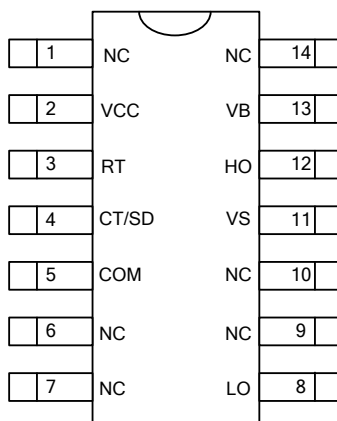 1 NC NC 14
2 VCC VB 13
3 RT HO 12
4 CT/SD VS 11
5 COM NC 10
6 NC NC 9
7 NC LO 8